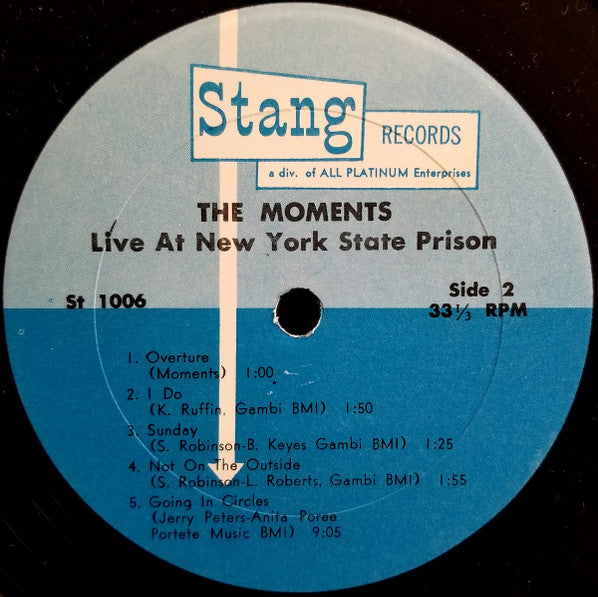 Stang
RECORDS
a div. of ALL PLATINUM Enterprises
THE MOMENTS
Live At New York State Prison
St 1006
Side 2
33 1/3 RPM
1. Overture
(Moments) 1:00
2. I Do
(K. Ruffin, Gambi BMI) 1:50
3. Sunday
(S. Robinson-B. Keyes Gambi BMI) 1:25
4. Not On The Outside
(S. Robinson-L. Roberts, Gambi BMI) 1:55
5. Going In Circles
(Jerry Peters-Anita Poree
Portete Music BMI) 9:05